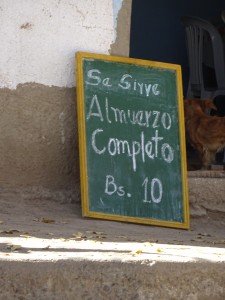 Se Sirve
Almuerzo
Completo
Bs. 10